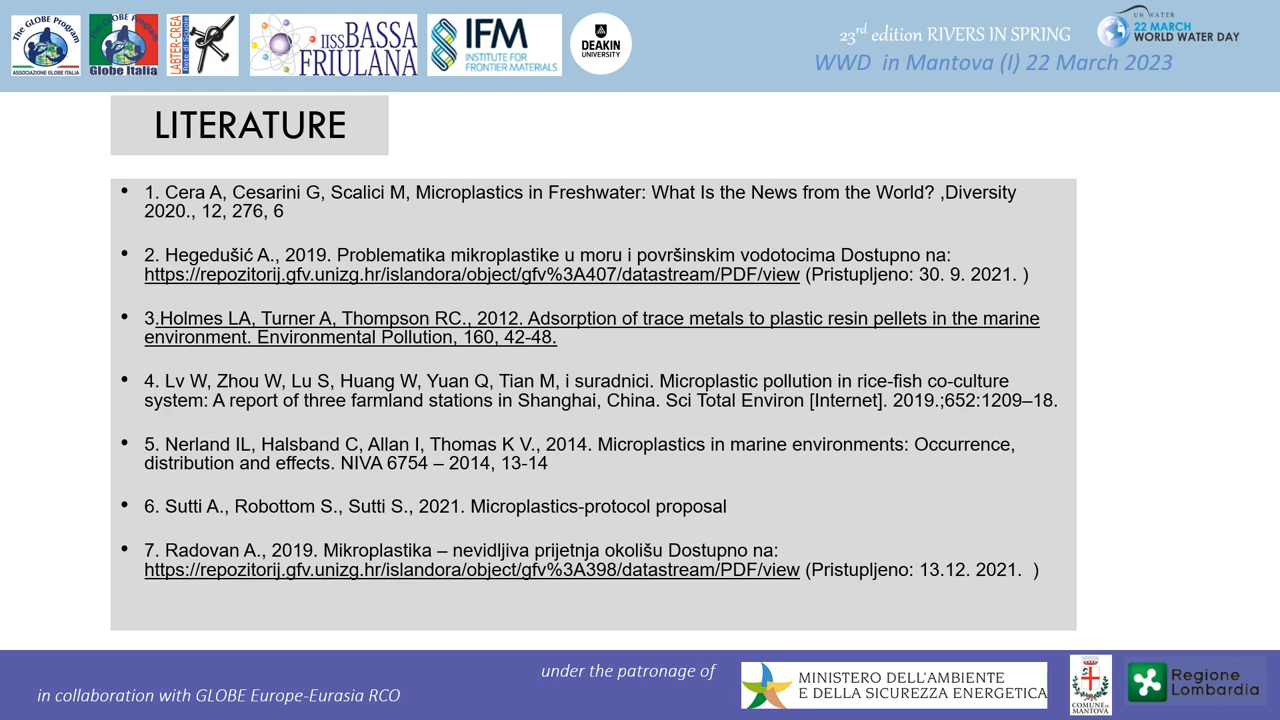 The GLOBE Program
ASSOCIAZIONE GLOBE ITALIA
The GLOBE Program
Globe Italia
LABTER-CREA
Rete di Scuole
IISS BASSA
FRIULANA
IFM
INSTITUTE FOR
FRONTIER MATERIALS
DEAKIN
UNIVERSITY
23rd edition RIVERS IN SPRING
WWD in Mantova (I) 22 March 2023
UN WATER
22 MARCH
WORLD WATER DAY
LITERATURE
• 1. Cera A, Cesarini G, Scalici M, Microplastics in Freshwater: What Is the News from the World? ,Diversity
2020., 12, 276, 6
• 2. Hegedušić A., 2019. Problematika mikroplastike u moru i površinskim vodotocima Dostupno na:
https://repozitorij.gfv.unizg.hr/islandora/object/gfv%3A407/datastream/PDF/view (Pristupljeno: 30. 9. 2021. )
• 3.Holmes LA, Turner A, Thompson RC., 2012. Adsorption of trace metals to plastic resin pellets in the marine
environment. Environmental Pollution, 160, 42-48.
• 4. Lv W, Zhou W, Lu S, Huang W, Yuan Q, Tian M, i suradnici. Microplastic pollution in rice-fish co-culture
system: A report of three farmland stations in Shanghai, China. Sci Total Environ [Internet]. 2019.;652:1209–18.
• 5. Nerland IL, Halsband C, Allan I, Thomas K V., 2014. Microplastics in marine environments: Occurrence,
distribution and effects. NIVA 6754 – 2014, 13-14
• 6. Sutti A., Robottom S., Sutti S., 2021. Microplastics-protocol proposal
• 7. Radovan A., 2019. Mikroplastika – nevidljiva prijetnja okolišu Dostupno na:
https://repozitorij.gfv.unizg.hr/islandora/object/gfv%3A398/datastream/PDF/view (Pristupljeno: 13.12. 2021. )
in collaboration with GLOBE Europe-Eurasia RCO
under the patronage of
MINISTERO DELL'AMBIENTE
E DELLA SICUREZZA ENERGETICA
COMUNE DI
MANTOVA
Regione
Lombardia